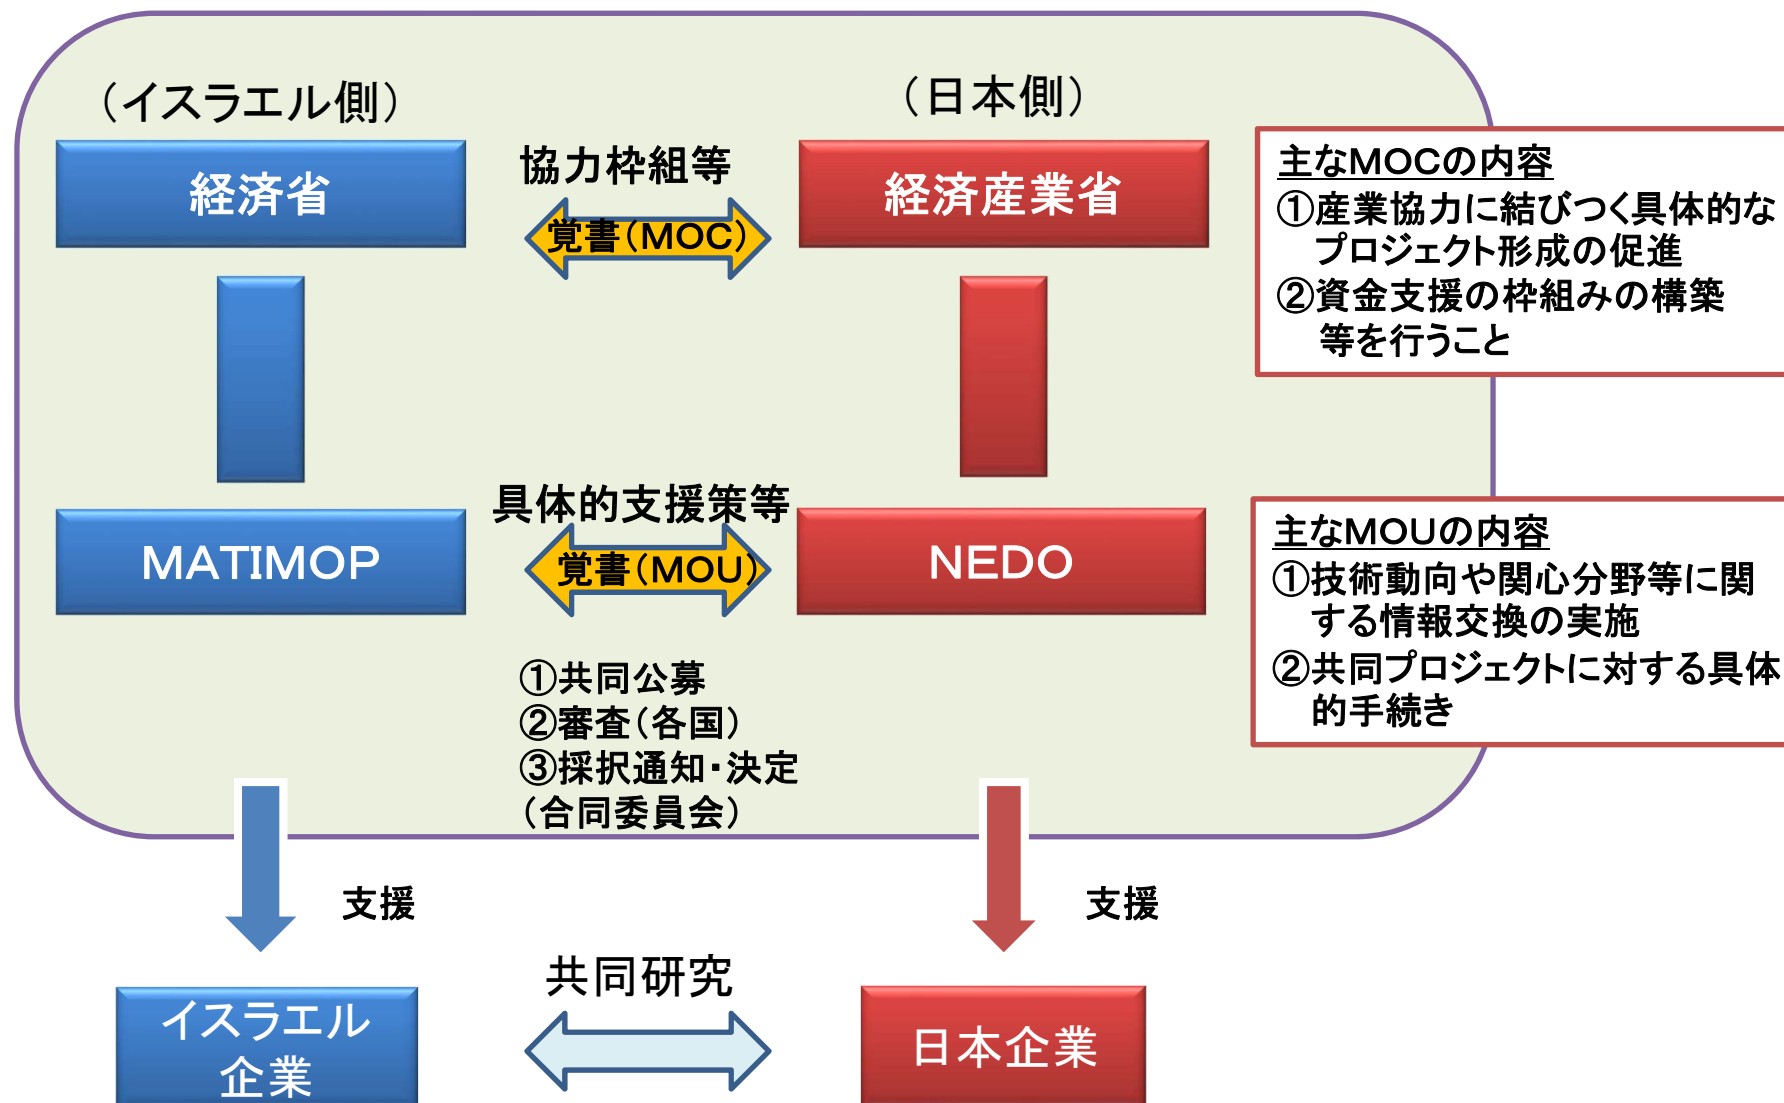 （イスラエル側）
（日本側）
経済省
協力枠組等
覚書（MOC）
経済産業省
主なMOCの内容
①産業協力に結びつく具体的な
プロジェクト形成の促進
②資金支援の枠組みの構築
等を行うこと
MATIMOP
具体的支援策等
覚書（MOU）
NEDO
主なMOUの内容
①技術動向や関心分野等に関
する情報交換の実施
②共同プロジェクトに対する具体
的手続き
①共同公募
②審査（各国）
③採択通知・決定
（合同委員会）
支援
支援
イスラエル
企業
共同研究
日本企業